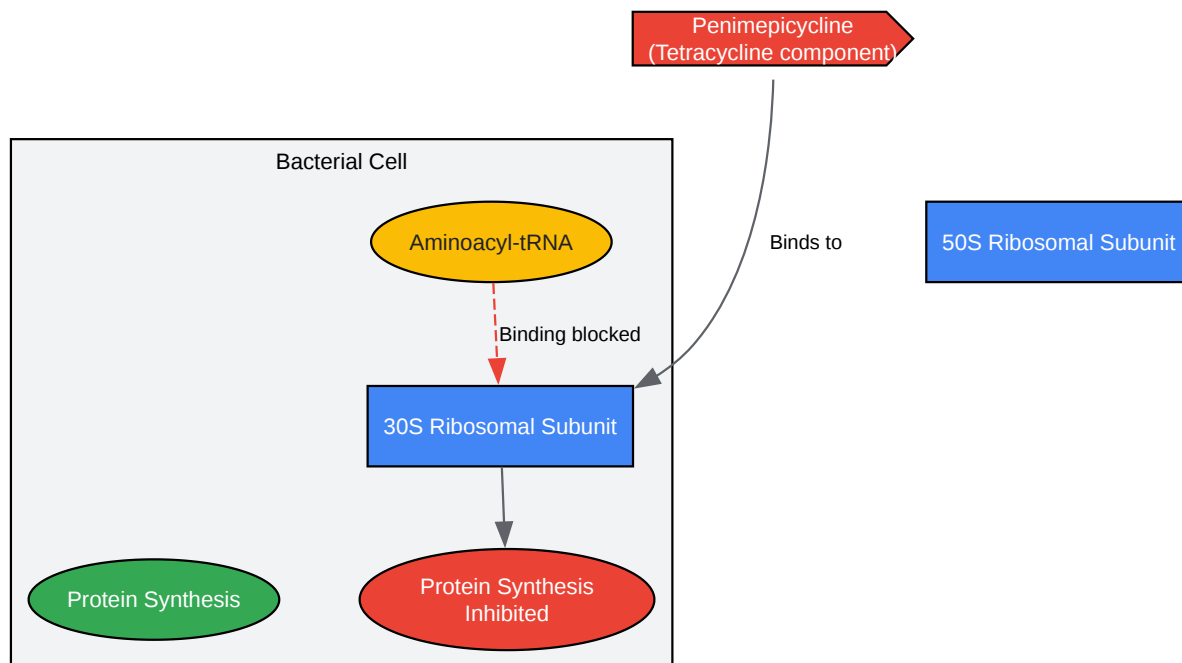 Penimepicycline
(Tetracycline component)
Bacterial Cell
Aminoacyl-tRNA
Binds to
50S Ribosomal Subunit
Binding blocked
30S Ribosomal Subunit
Protein Synthesis
Protein Synthesis
Inhibited